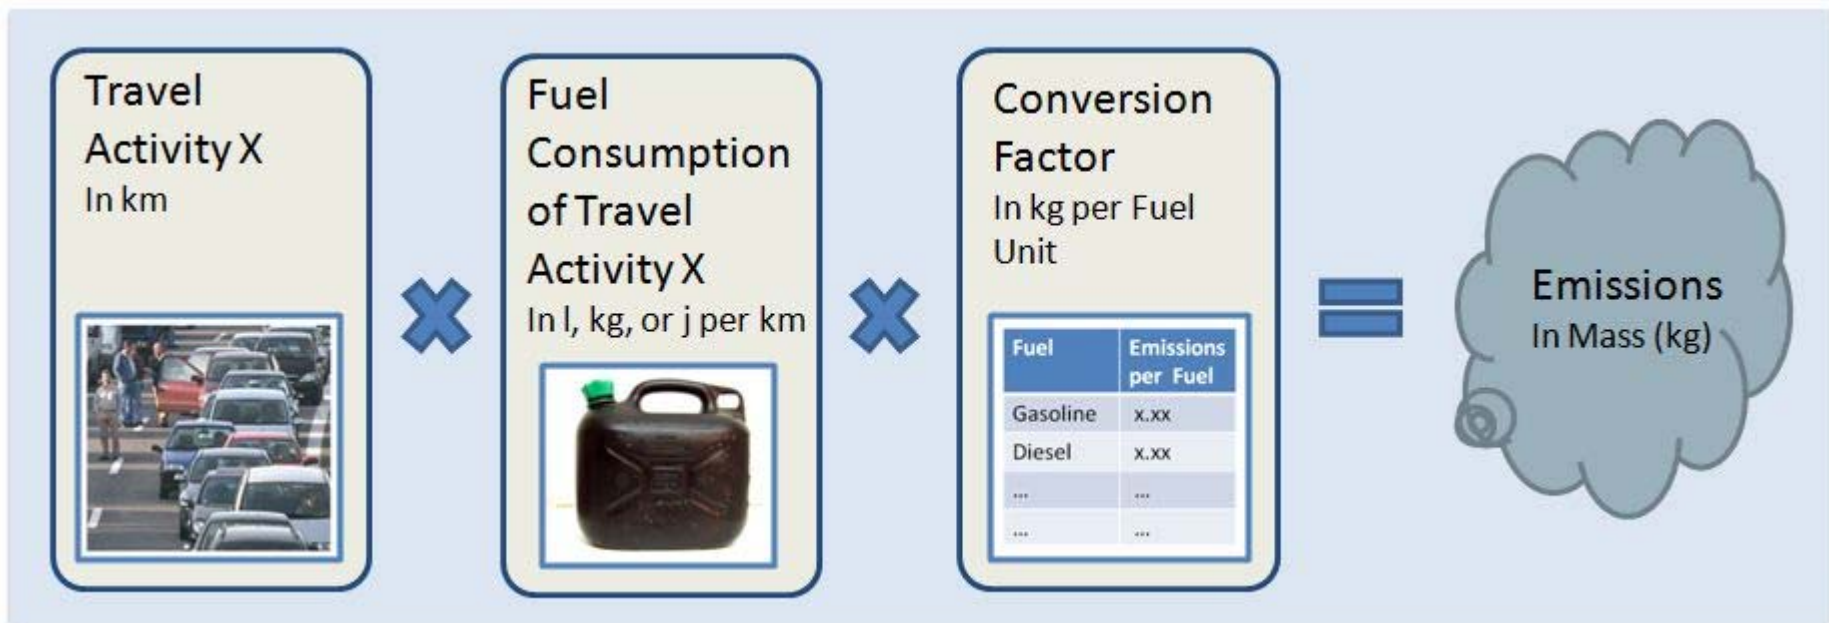 Travel
Activity X
In km
Fuel
Consumption
of Travel
Activity X
In l, kg, or j per km
Conversion
Factor
In kg per Fuel
Unit
Fuel
Emissions
per Fuel
Gasoline x.xx
Diesel x.xx
... ...
... ...
Emissions
In Mass (kg)